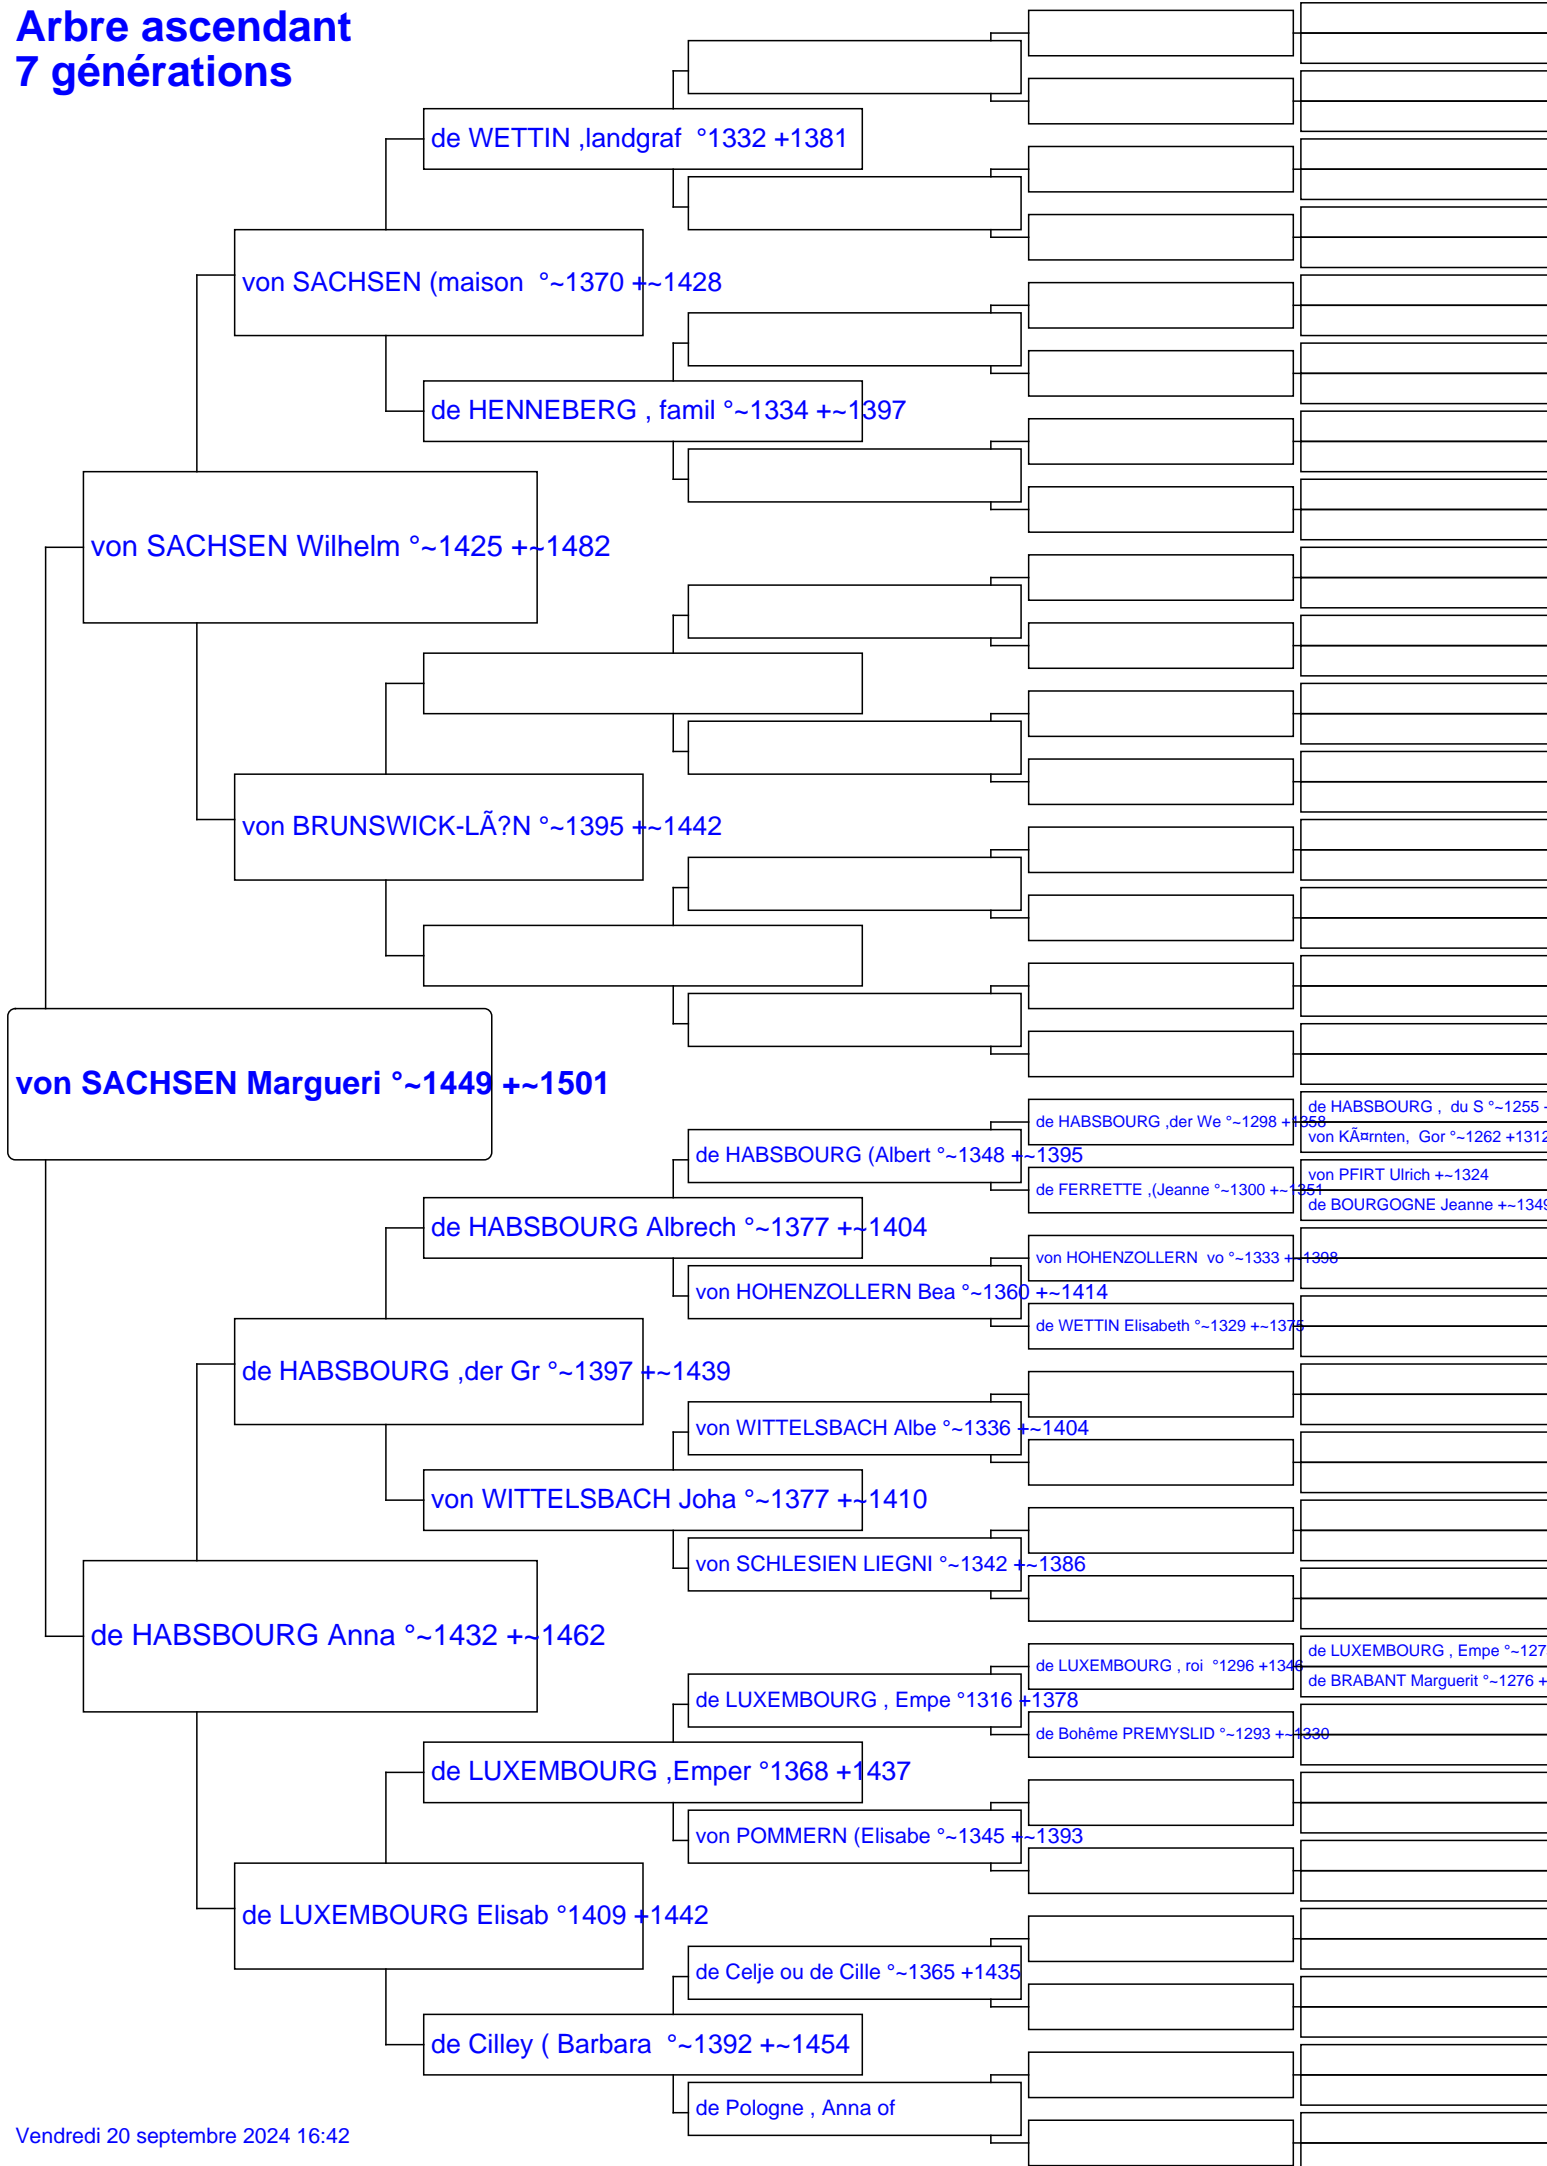 Arbre ascendant
7 générations
de WETTIN ,landgraf °1332 +1381
von SACHSEN (maison °~1370 +~1428
de HENNEBERG , famil °~1334 +~1397
von SACHSEN Wilhelm °~1425 +~1482
von BRUNSWICK-LÃ?N °~1395 +~1442
von SACHSEN Margueri °~1449 +~1501
de HABSBOURG , du S °~1255 -
de HABSBOURG ,der We °~1298 +1358
von KÃ¤rnten, Gor °~1262 +1312
de HABSBOURG (Albert °~1348 +~1395
von PFIRT Ulrich +~1324
de FERRETTE ,(Jeanne °~1300 +~1351
de BOURGOGNE Jeanne +~1349
de HABSBOURG Albrech °~1377 +~1404
von HOHENZOLLERN vo °~1333 +~1398
von HOHENZOLLERN Bea °~1360 +~1414
de WETTIN Elisabeth °~1329 +~1375
de HABSBOURG ,der Gr °~1397 +~1439
von WITTELSBACH Albe °~1336 +~1404
von WITTELSBACH Joha °~1377 +~1410
von SCHLESIEN LIEGNI °~1342 +~1386
de HABSBOURG Anna °~1432 +~1462
de LUXEMBOURG , Empe °~127
de LUXEMBOURG , roi °1296 +1346
de BRABANT Marguerit °~1276 +
de LUXEMBOURG , Empe °1316 +1378
de Bohême PREMYSLID °~1293 +~1330
de LUXEMBOURG ,Emper °1368 +1437
von POMMERN (Elisabe °~1345 +~1393
de LUXEMBOURG Elisab °1409 +1442
de Celje ou de Cille °~1365 +1435
de Cilley ( Barbara °~1392 +~1454
de Pologne , Anna of
Vendredi 20 septembre 2024 16:42